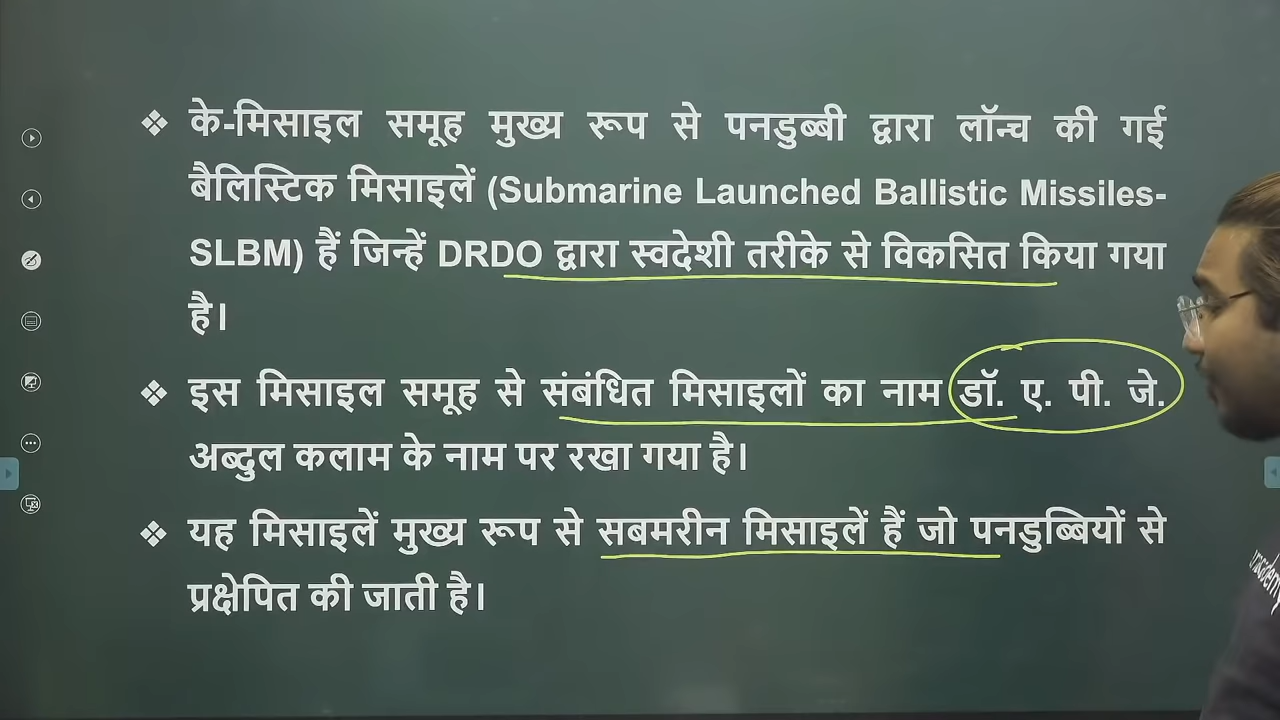 ❖ के-मिसाइल समूह मुख्य रूप से पनडुब्बी द्वारा लॉन्च की गई
बैलिस्टिक मिसाइलें (Submarine Launched Ballistic Missiles-
SLBM) हैं जिन्हें DRDO द्वारा स्वदेशी तरीके से विकसित किया गया
है।
❖ इस मिसाइल समूह से संबंधित मिसाइलों का नाम डॉ. ए. पी. जे.
अब्दुल कलाम के नाम पर रखा गया है।
❖ यह मिसाइलें मुख्य रूप से सबमरीन मिसाइलें हैं जो पनडुब्बियों से
प्रक्षेपित की जाती है।